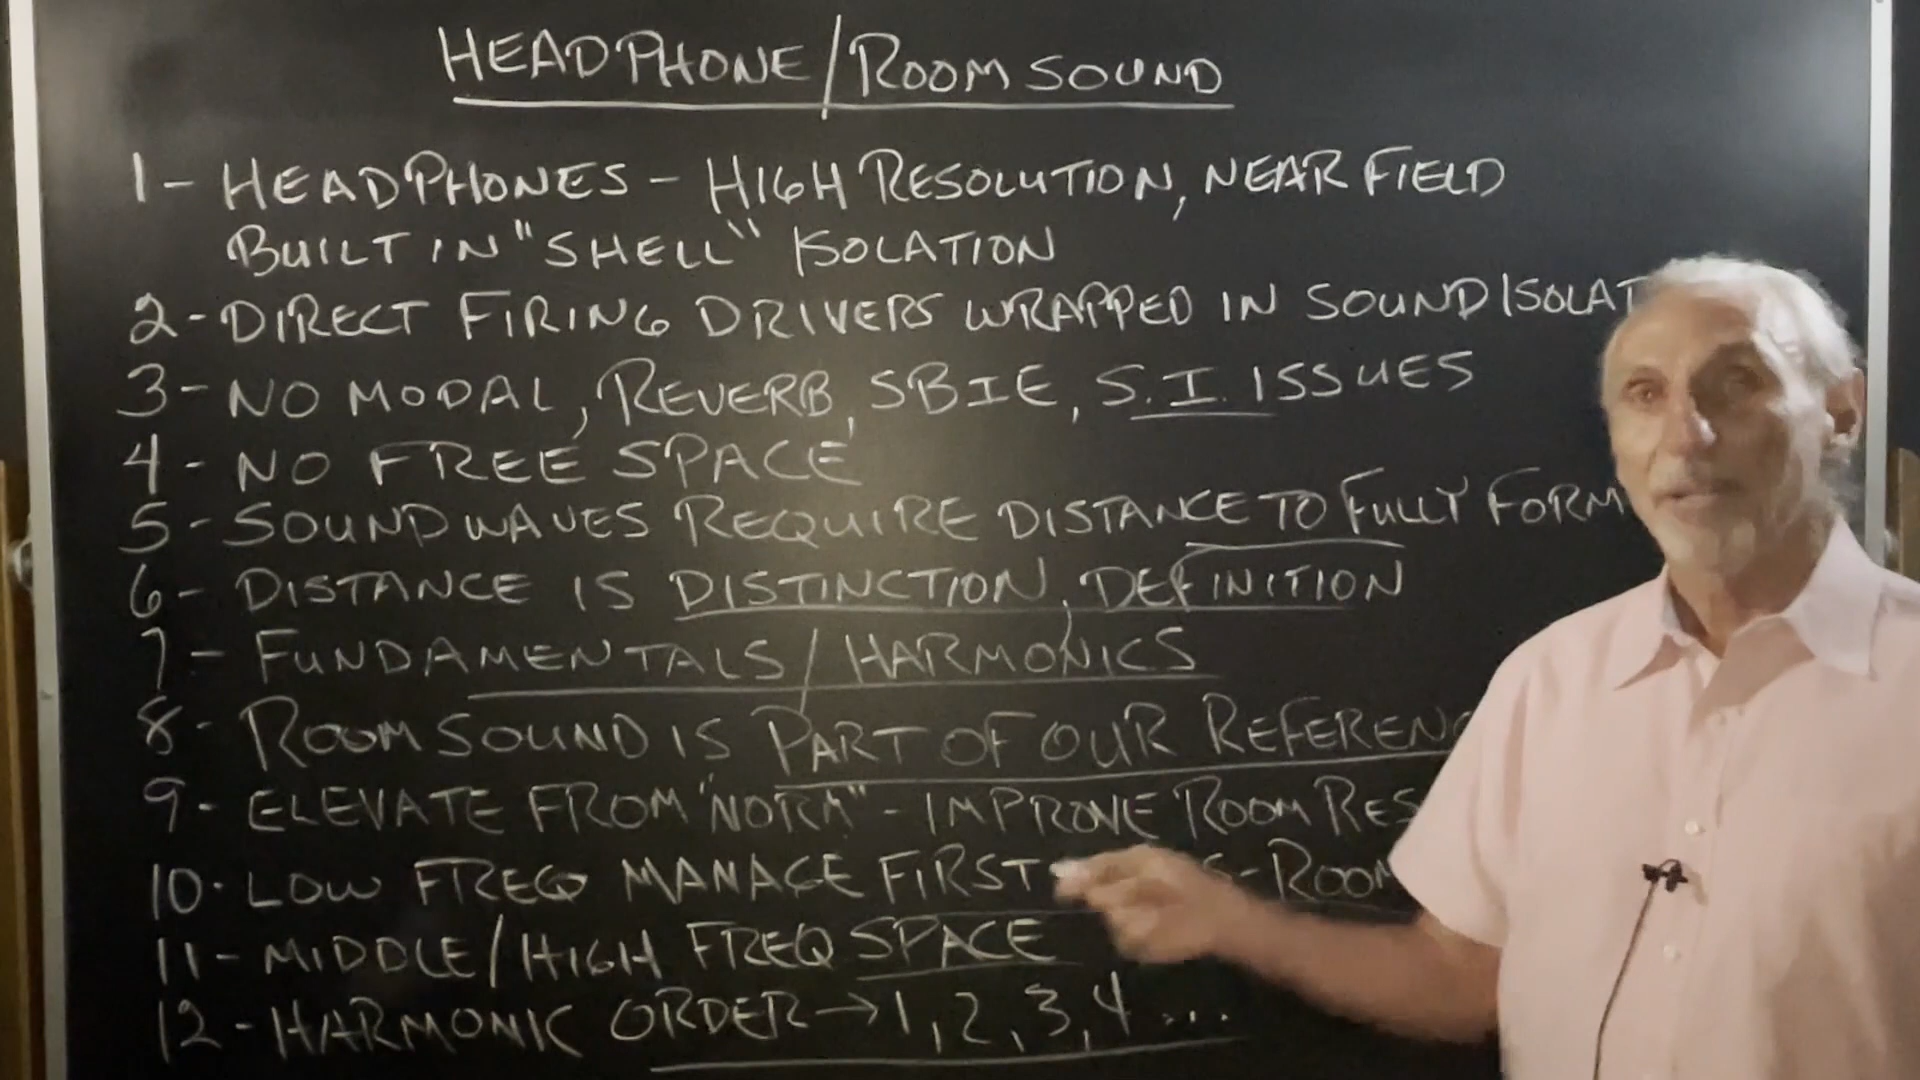 HEADPHONE/ROOM SOUND
1- HEADPHONES - HIGH RESOLUTION, NEAR FIELD
BUILT IN "SHELL" ISOLATION
2- DIRECT FIRING DRIVERS WRAPPED IN SOUND ISOLAT
3- NO MODAL, REVERB, SBIE, S.I. ISSUES
4- NO FREE SPACE
5- SOUND WAVES REQUIRE DISTANCE TO FULLY FORM
6- DISTANCE IS DISTINCTION, DEFINITION
7- FUNDAMENTALS/HARMONICS
8- ROOM SOUND IS PART OF OUR REFERENC
9- ELEVATE FROM "NORM" - IMPROVE ROOM RES
10. LOW FREQ MANAGE FIRST S-ROOM
11- MIDDLE/HIGH FREQ SPACE
12- HARMONIC ORDER → 1, 2, 3, 4 ...